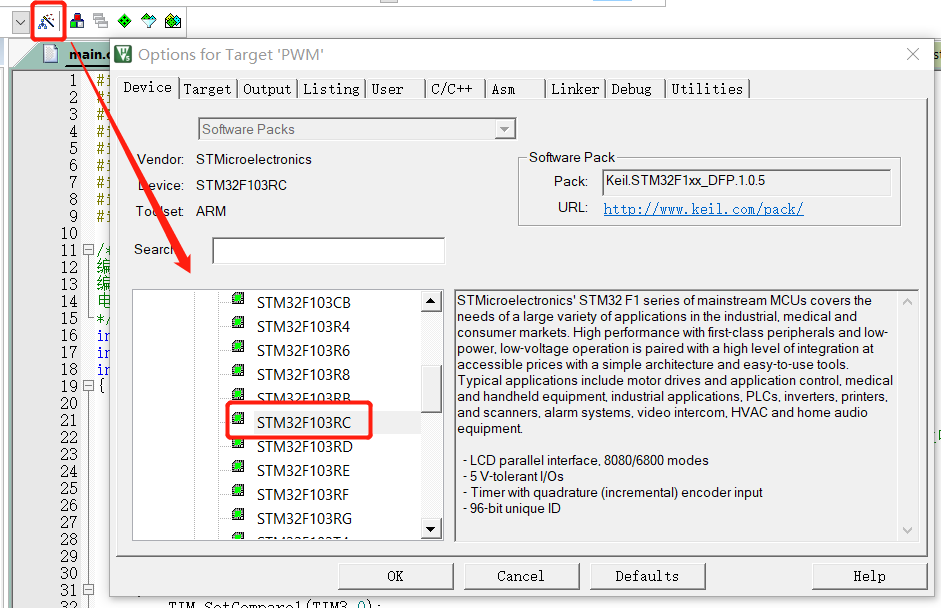 main.c
Options for Target 'PWM'
Device
Target
Output
Listing
User
C/C++
Asm
Linker
Debug
Utilities
Software Packs
Vendor: STMicroelectronics
Device: STM32F103RC
Toolset: ARM
Search:
Software Pack
Pack: Keil.STM32F1xx_DFP.1.0.5
URL: http://www.keil.com/pack/
STM32F103CB
STM32F103R4
STM32F103R6
STM32F103R8
STM32F103RB
STM32F103RC
STM32F103RD
STM32F103RE
STM32F103RF
STM32F103RG
STMicroelectronics' STM32 F1 series of mainstream MCUs covers the
needs of a large variety of applications in the industrial, medical and
consumer markets. High performance with first-class peripherals and low-
power, low-voltage operation is paired with a high level of integration at
accessible prices with a simple architecture and easy-to-use tools.
Typical applications include motor drives and application control, medical
and handheld equipment, industrial applications, PLCs, inverters, printers,
and scanners, alarm systems, video intercom, HVAC and home audio
equipment.
- LCD parallel interface, 8080/6800 modes
- 5 V-tolerant I/Os
- Timer with quadrature (incremental) encoder input
- 96-bit unique ID
OK
Cancel
Defaults
Help
1 #
2 #
3 #
4 #
5 #
6 #
7 #
8 #
9 #
10
11 /*
12 编
13 编
14 电
15 */
16 in
17 in
18 in
19 {
20
21
22
23
24
25
26
27
28
29
30
31
32 TIM_SetCompare1(TIM3,0);